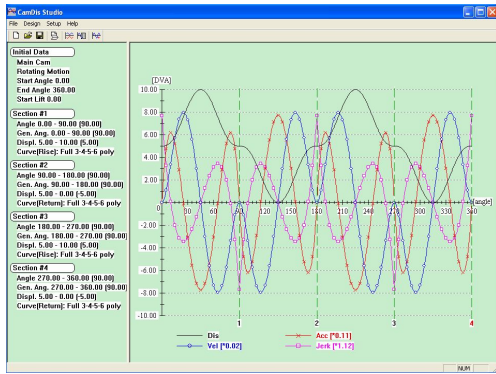 CamDis Studio
File Design Setup Help
Initial Data
Main Cam
Rotating Motion
Start Angle 0.00
End Angle 360.00
Start Lift 0.00
Section #1
Angle 0.00 - 90.00 (90.00)
Gen. Ang. 0.00 - 90.00 (90.00)
Displ. 5.00 - 10.00 (5.00)
Curve(Rise): Full 3-4-5-6 poly
Section #2
Angle 90.00 - 180.00 (90.00)
Gen. Ang. 90.00 - 180.00 (90.00)
Displ. 5.00 - 0.00 (-5.00)
Curve(Return): Full 3-4-5-6 poly
Section #3
Angle 180.00 - 270.00 (90.00)
Gen. Ang. 180.00 - 270.00 (90.00)
Displ. 5.00 - 10.00 (5.00)
Curve(Rise): Full 3-4-5-6 poly
Section #4
Angle 270.00 - 360.00 (90.00)
Gen. Ang. 270.00 - 360.00 (90.00)
Displ. 5.00 - 0.00 (-5.00)
Curve(Return): Full 3-4-5-6 poly
[DVA]
10.00
8.00
6.00
4.00
2.00
-2.00
-4.00
-6.00
-8.00
-10.00
30 60 120 150 210 240 300 360
[angle]
1 2 3 4
Dis Acc [*0.11]
Vel [*0.02] Jerk [*1.12]
NUM